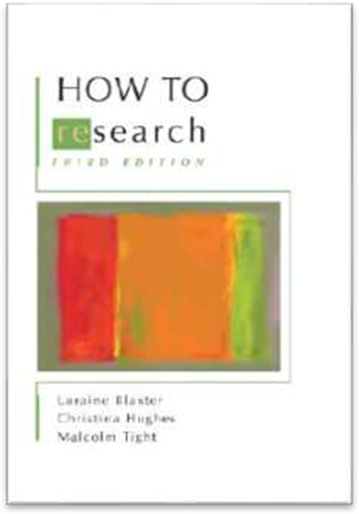 HOW TO
research
THIRD EDITION
Loraine Blaxter
Christina Hughes
Malcolm Tight